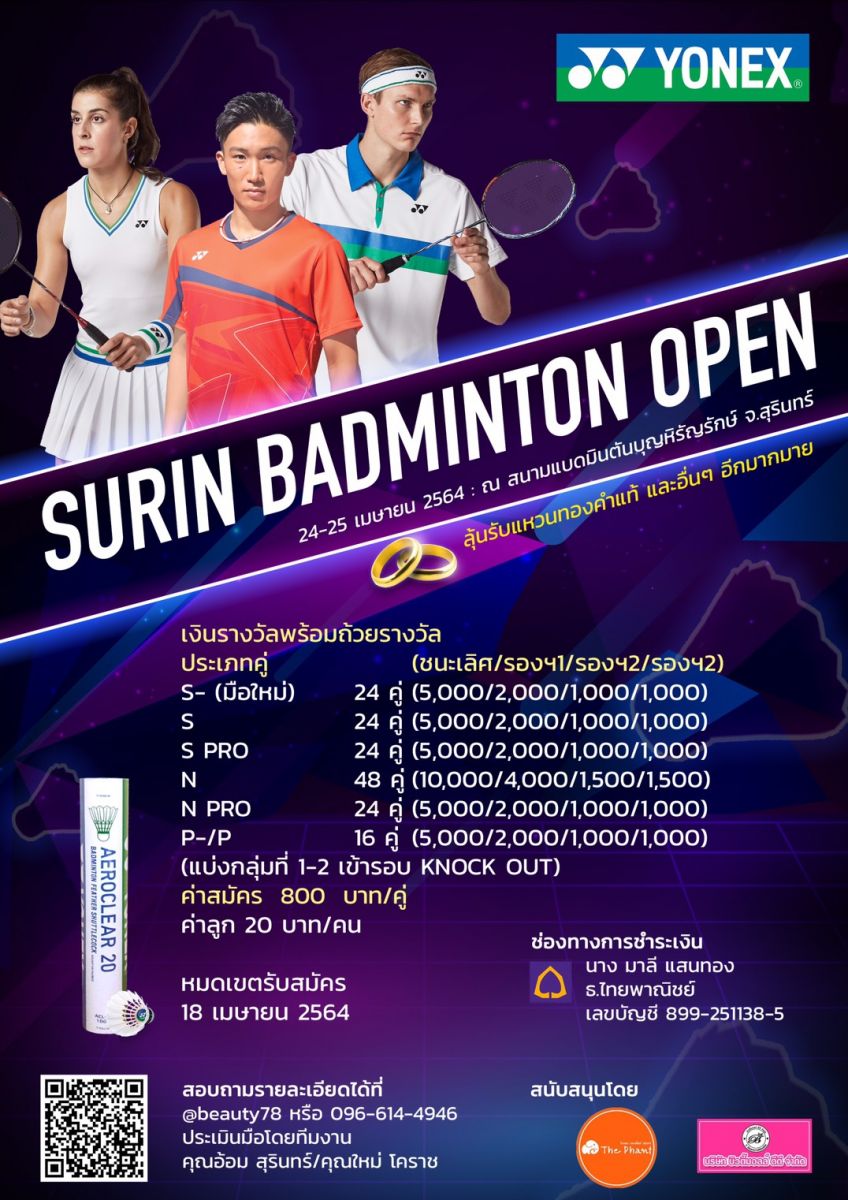 YONEX
SURIN BADMINTON OPEN
24-25 เมษายน 2564 : ณ สนามแบดมินตันบุญหิรัญรักษ์ จ.สุรินทร์
ลุ้นรับแหวนทองคำแท้ และอื่นๆ อีกมากมาย
เงินรางวัลพร้อมถ้วยรางวัล
ประเภทคู่ (ชนะเลิศ/รองฯ1/รองฯ2/รองฯ2)
S- (มือใหม่) 24 คู่ (5,000/2,000/1,000/1,000)
S 24 คู่ (5,000/2,000/1,000/1,000)
S PRO 24 คู่ (5,000/2,000/1,000/1,000)
N 48 คู่ (10,000/4,000/1,500/1,500)
N PRO 24 คู่ (5,000/2,000/1,000/1,000)
P-/P 16 คู่ (5,000/2,000/1,000/1,000)
(แบ่งกลุ่มที่ 1-2 เข้ารอบ KNOCK OUT)
ค่าสมัคร 800 บาท/คู่
ค่าลูก 20 บาท/คน
AEROCLEAR 20
BADMINTON FEATHER SHUTTLECOCK
หมดเขตรับสมัคร
18 เมษายน 2564
ช่องทางการชำระเงิน
นาง มาลี แสนทอง
ธ.ไทยพาณิชย์
เลขบัญชี 899-251138-5
สอบถามรายละเอียดได้ที่
@beauty78 หรือ 096-614-4946
ประเมินมือโดยทีมงาน
คุณอ้อม สุรินทร์/คุณใหม่ โคราช
สนับสนุนโดย
The Phant